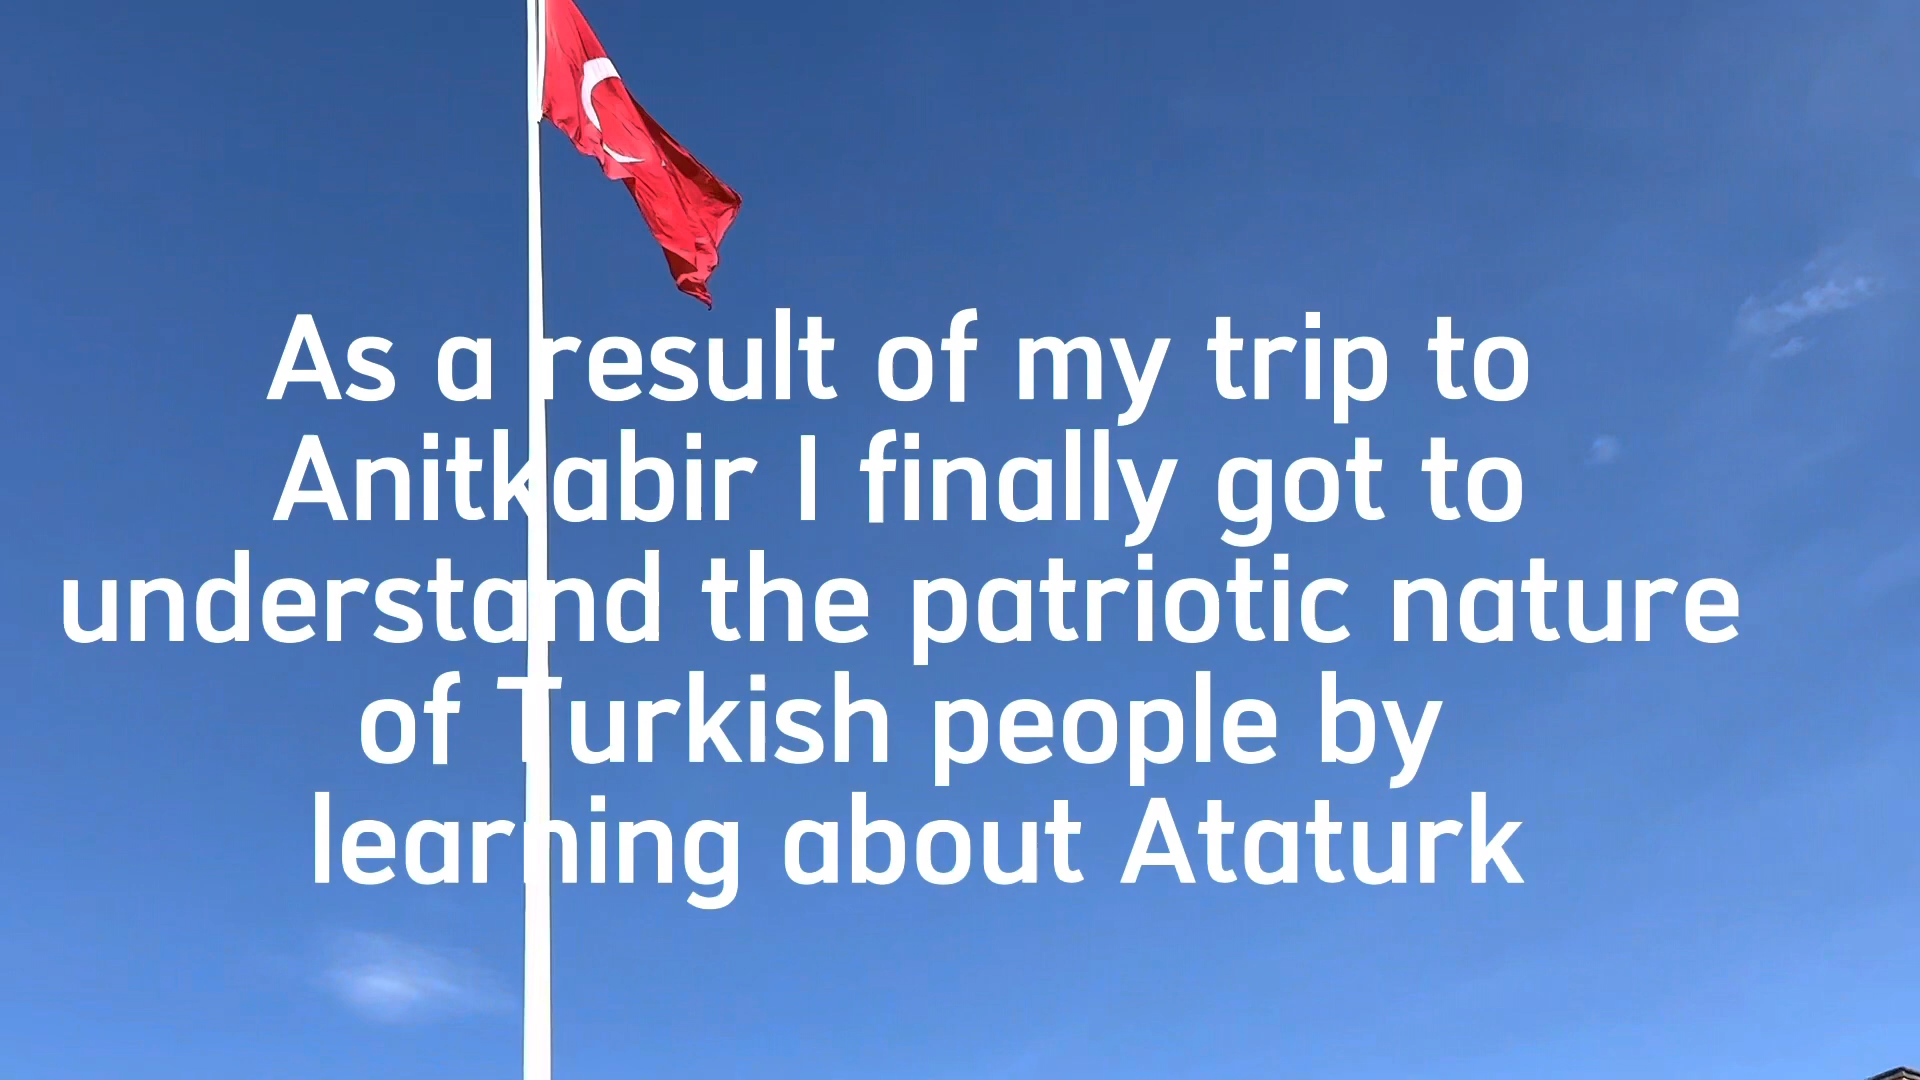 As a result of my trip to
Anitkabir I finally got to
understand the patriotic nature
of Turkish people by
learning about Ataturk